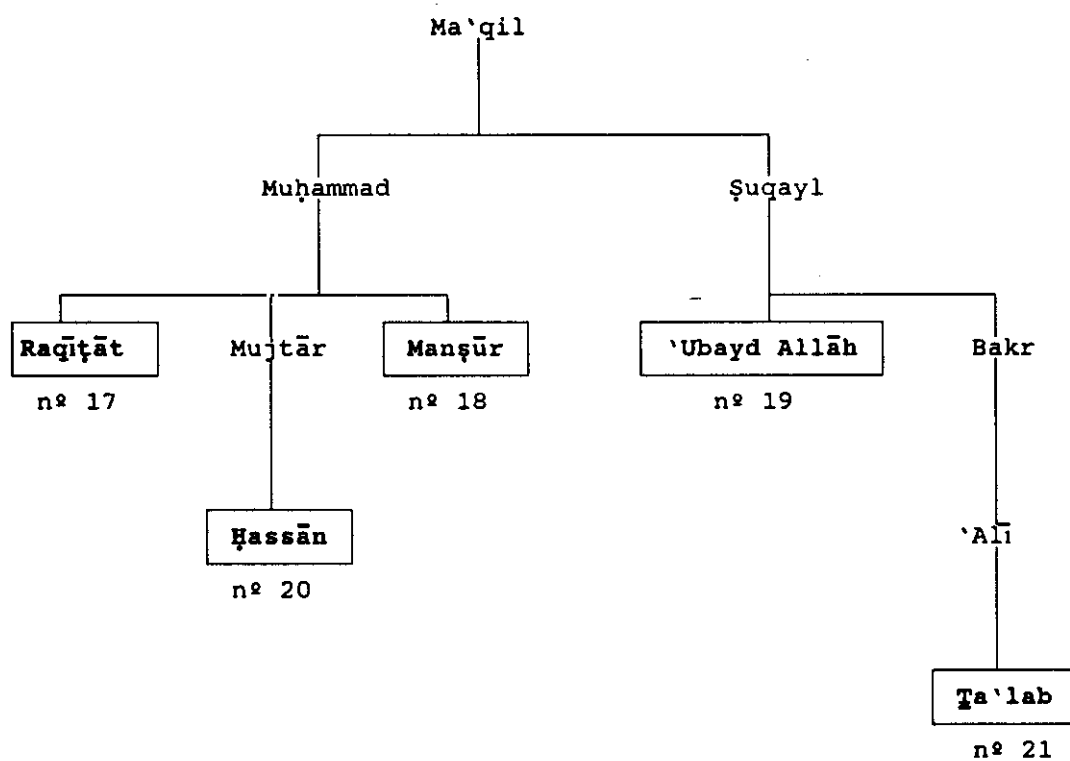 Ma‛qil
Muḥammad Ṣuqayl
Raqīṭāt Mujtār Manṣūr ‛Ubayd Allāh Bakr
nº 17 nº 18 nº 19
Ḥassān ‛Alī
nº 20
Ṯa‛lab
nº 21